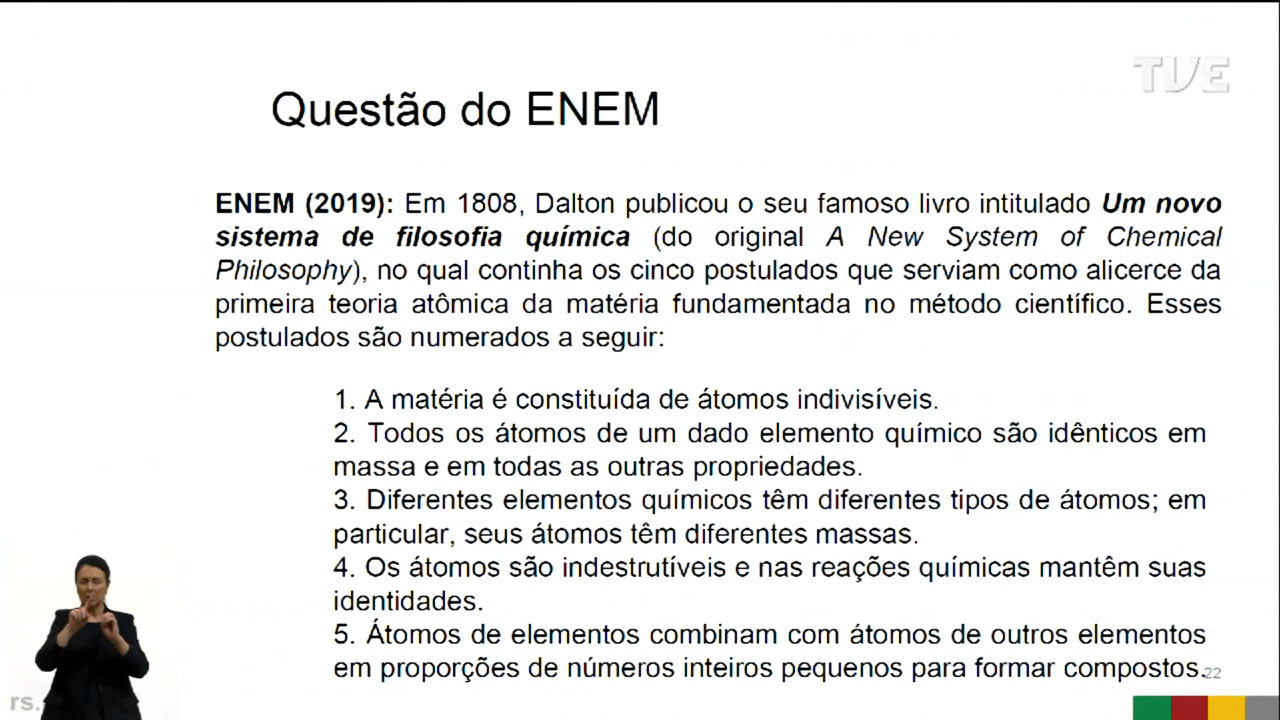 TVE
Questão do ENEM
ENEM (2019): Em 1808, Dalton publicou o seu famoso livro intitulado Um novo
sistema de filosofia química (do original A New System of Chemical
Philosophy), no qual continha os cinco postulados que serviam como alicerce da
primeira teoria atômica da matéria fundamentada no método científico. Esses
postulados são numerados a seguir:
1. A matéria é constituída de átomos indivisíveis.
2. Todos os átomos de um dado elemento químico são idênticos em
massa e em todas as outras propriedades.
3. Diferentes elementos químicos têm diferentes tipos de átomos; em
particular, seus átomos têm diferentes massas.
4. Os átomos são indestrutíveis e nas reações químicas mantêm suas
identidades.
5. Átomos de elementos combinam com átomos de outros elementos
em proporções de números inteiros pequenos para formar compostos.
22
rs.